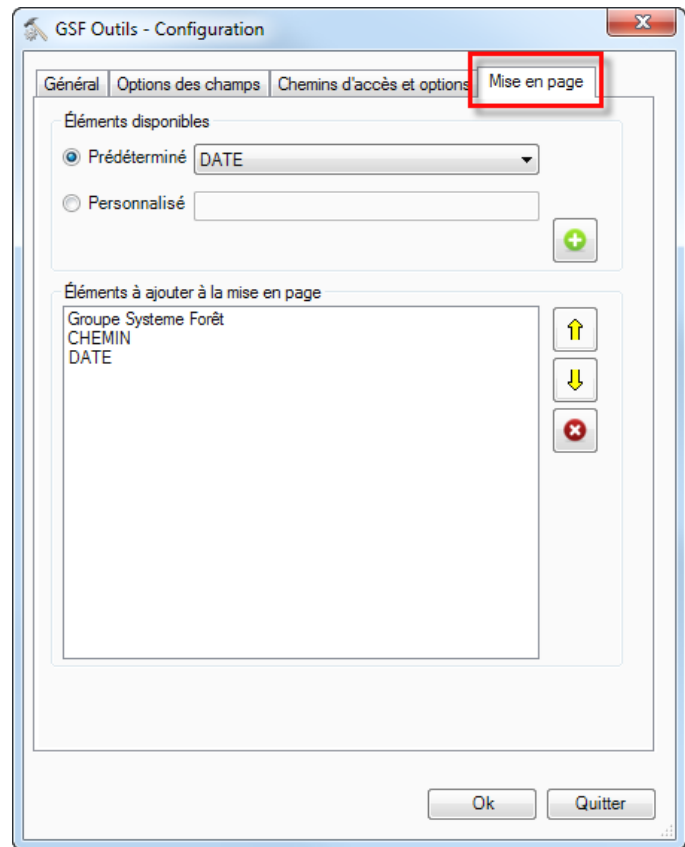 GSF Outils - Configuration
Général Options des champs Chemins d'accès et options Mise en page
Éléments disponibles
Prédéterminé DATE
Personnalisé
Éléments à ajouter à la mise en page
Groupe Systeme Forêt
CHEMIN
DATE
Ok Quitter